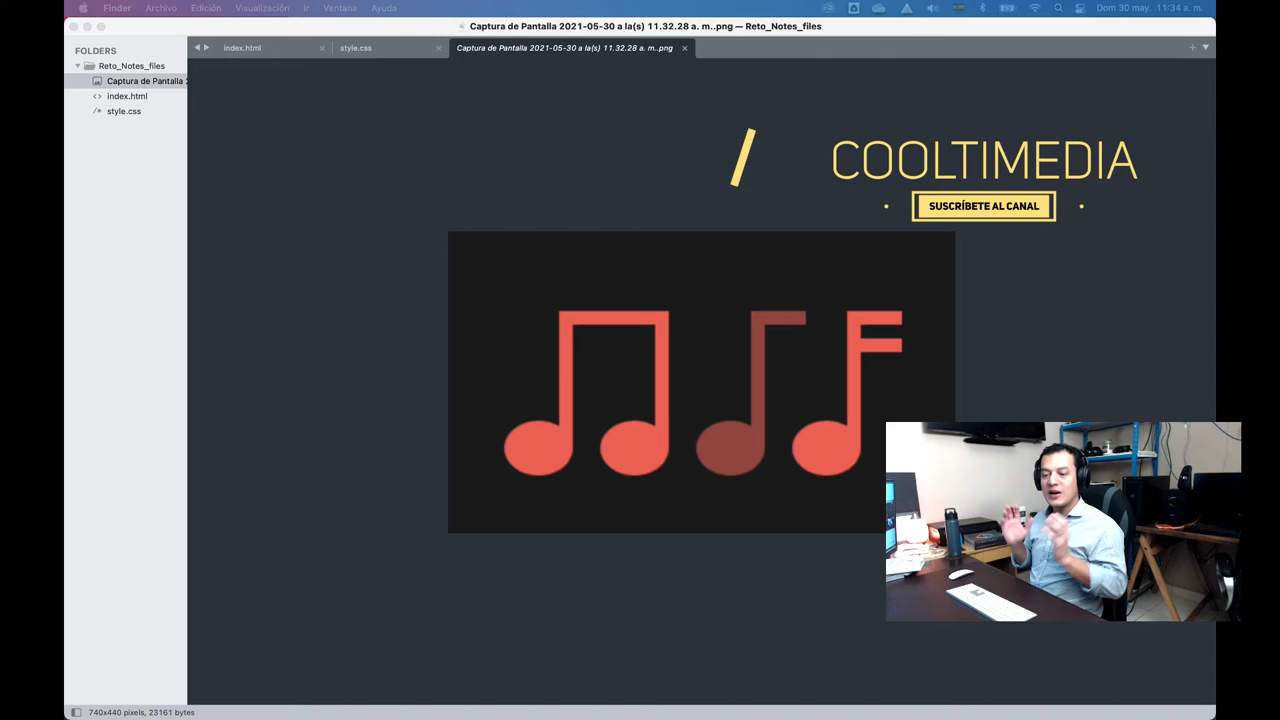 Finder Archivo Edición Visualización Ir Ventana Ayuda Dom 30 may. 11:34 a. m.
Captura de Pantalla 2021-05-30 a la(s) 11.32.28 a. m..png — Reto_Notes_files
FOLDERS
index.html style.css Captura de Pantalla 2021-05-30 a la(s) 11.32.28 a. m..png
Reto_Notes_files
Captura de Pantalla
index.html
style.css
COOLTIMEDIA
SUSCRÍBETE AL CANAL
740x440 pixels, 23161 bytes